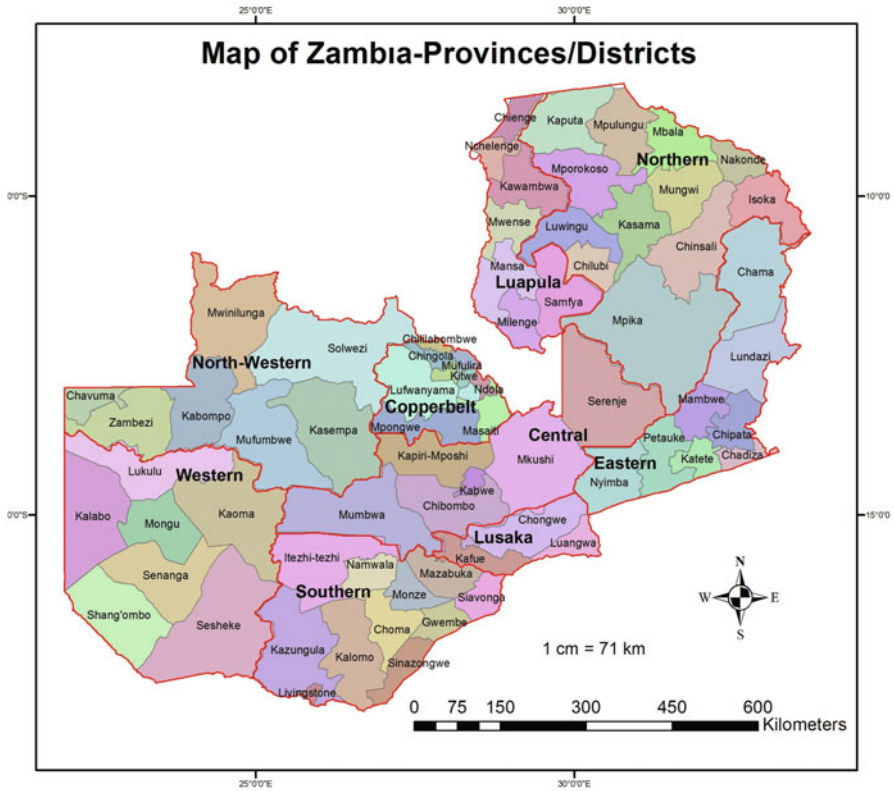 Map of Zambia-Provinces/Districts
30°0'0"E
25°0'0"E
Chienge
Kaputa
Mpulungu
Mbala
Nchelenge
Northern
Nakonde
Mporokoso
Kawambwa
Mungwi
0°0'0"S
10°0'0"S
Isoka
Mwense
Luwingu
Kasama
Chinsali
Mansa
Chilubi
Chama
Luapula
Samfya
Mwinilunga
Milenge
Mpika
Solwezi
Chililabombwe
North-Western
Chingola
Mufulira
Lundazi
Kitwe
Chavuma
Lufwanyama
Ndola
Serenje
Mambwe
Zambezi
Kabompo
Copperbelt
Mufumbwe
Kasempa
Mpongwe
Masaiti
Central
Petauke
Chipata
Kapiri-Mposhi
Mkushi
Eastern
Katete
Chadiza
Lukulu
Western
Nyimba
Kabwe
Kalabo
Kaoma
Chibombo
0°0'0"S
15°0'0"S
Mongu
Mumbwa
Chongwe
Lusaka
Luangwa
Itezhi-tezhi
Kafue
Namwala
Senanga
Mazabuka
Southern
Monze
Siavonga
Shang'ombo
Sesheke
Gwembe
Choma
Kazungula
Kalomo
Sinazongwe
Livingstone
N
W
E
S
1 cm = 71 km
0 75 150 300 450 600
Kilometers
25°0'0"E
30°0'0"E